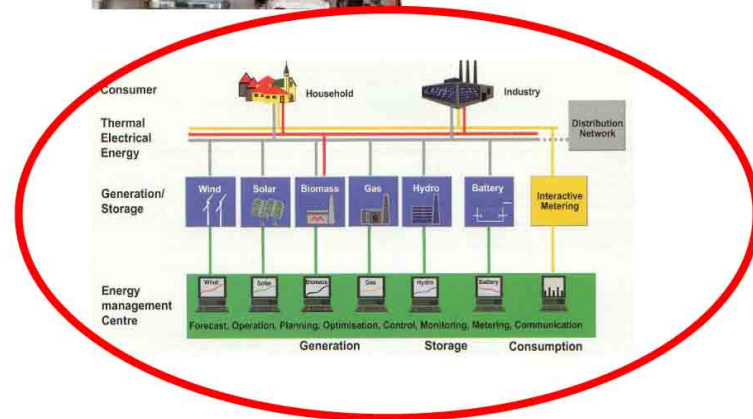 Consumer
Household
Industry
Thermal
Electrical
Energy
Distribution
Network
Generation/
Storage
Wind
Solar
Biomass
Gas
Hydro
Battery
Interactive
Metering
Energy
management
Centre
Wind
Solar
Biomass
Gas
Hydro
Battery
Forecast, Operation, Planning, Optimisation, Control, Monitoring, Metering, Communication
Generation
Storage
Consumption